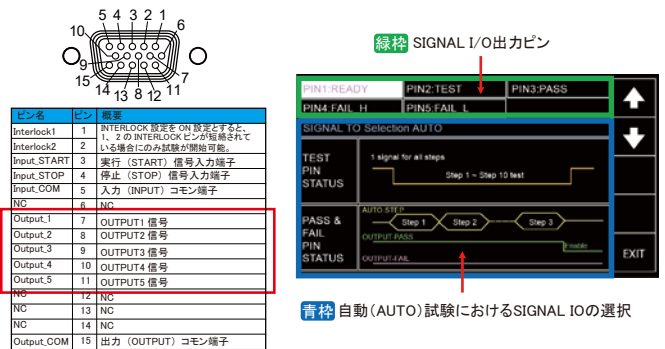 5 4 3 2 1
10
6
9
7
15
14 13 8 12 11
ピン名 ピン 概要
Interlock1 1 INTERLOCK 設定を ON 設定とすると、
1、2 の INTERLOCK ピンが短絡されて
Interlock2 2 いる場合にのみ試験が開始可能。
Input_START 3 実行（START）信号入力端子
Input_STOP 4 停止（STOP）信号入力端子
Input_COM 5 入力（INPUT）コモン端子
NC 6 NC
Output_1 7 OUTPUT1 信号
Output_2 8 OUTPUT2 信号
Output_3 9 OUTPUT3 信号
Output_4 10 OUTPUT4 信号
Output_5 11 OUTPUT5 信号
NC 12 NC
NC 13 NC
NC 14 NC
Output_COM 15 出力（OUTPUT）コモン端子
緑枠 SIGNAL I/O出力ピン
PIN1:READY PIN2:TEST PIN3:PASS
PIN4:FAIL_H PIN5:FAIL_L
SIGNAL TO Selection AUTO
TEST
PIN
STATUS
1 signal for all steps
Step 1 ~ Step 10 test
PASS &
FAIL
PIN
STATUS
AUTO-STEP
Step 1 Step 2 Step 3
OUTPUT-PASS
Enable
OUTPUT-FAIL
EXIT
青枠 自動（AUTO）試験におけるSIGNAL IOの選択